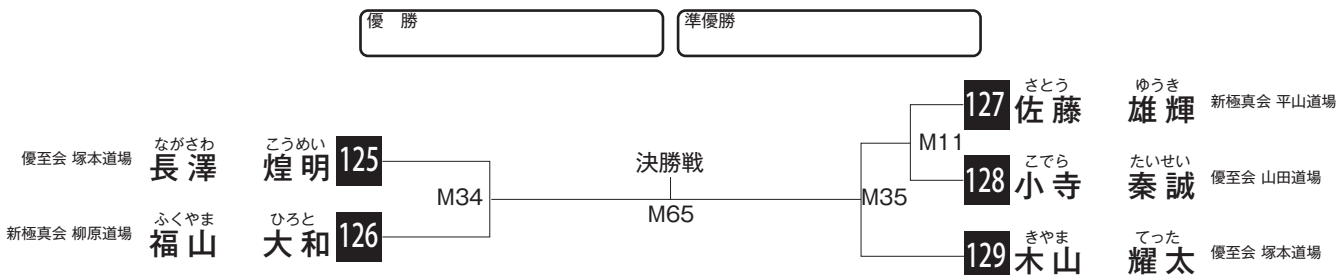 優 勝
準優勝
優至会 塚本道場
ながさわ こうめい
長澤 煌明
125
新極真会 柳原道場
ふくやま ひろと
福山 大和
126
M34
決勝戦
M65
M35
M11
127
さとう ゆうき
佐藤 雄輝
新極真会 平山道場
128
こでら たいせい
小寺 秦誠
優至会 山田道場
129
きやま てった
木山 耀太
優至会 塚本道場